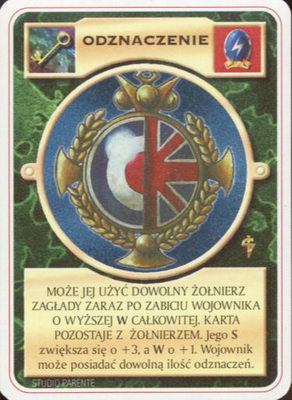 ODZNACZENIE
MOŻE JEJ UŻYĆ DOWOLNY ŻOŁNIERZ
ZAGŁADY ZARAZ PO ZABICIU WOJOWNIKA
O WYŻSZEJ W CAŁKOWITEJ. KARTA
POZOSTAJE Z ŻOŁNIERZEM. Jego S
zwiększa się o +3, a W o +1. Wojownik
może posiadać dowolną ilość odznaczeń.
STUDIO PARENTE